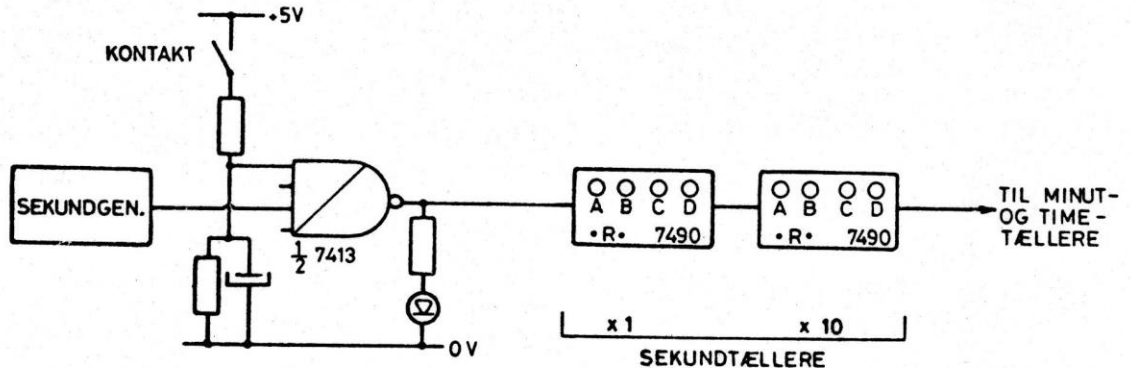 +5V
KONTAKT
SEKUNDGEN.
½ 7413
A B C D
•R• 7490
A B C D
•R• 7490
TIL MINUT-
OG TIME-
TÆLLERE
0V
x 1
x 10
SEKUNDTÆLLERE